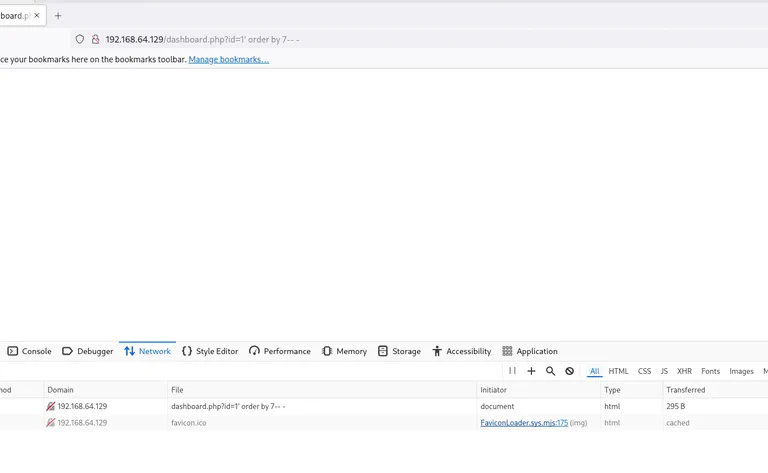 board.p
192.168.64.129/dashboard.php?id=1' order by 7-- -
ce your bookmarks here on the bookmarks toolbar. Manage bookmarks…
Console Debugger Network Style Editor Performance Memory Storage Accessibility Application
All HTML CSS JS XHR Fonts Images M
hod Domain File Initiator Type Transferred
192.168.64.129 dashboard.php?id=1' order by 7-- - document html 295 B
192.168.64.129 favicon.ico FaviconLoader.sys.mjs:175 (img) html cached